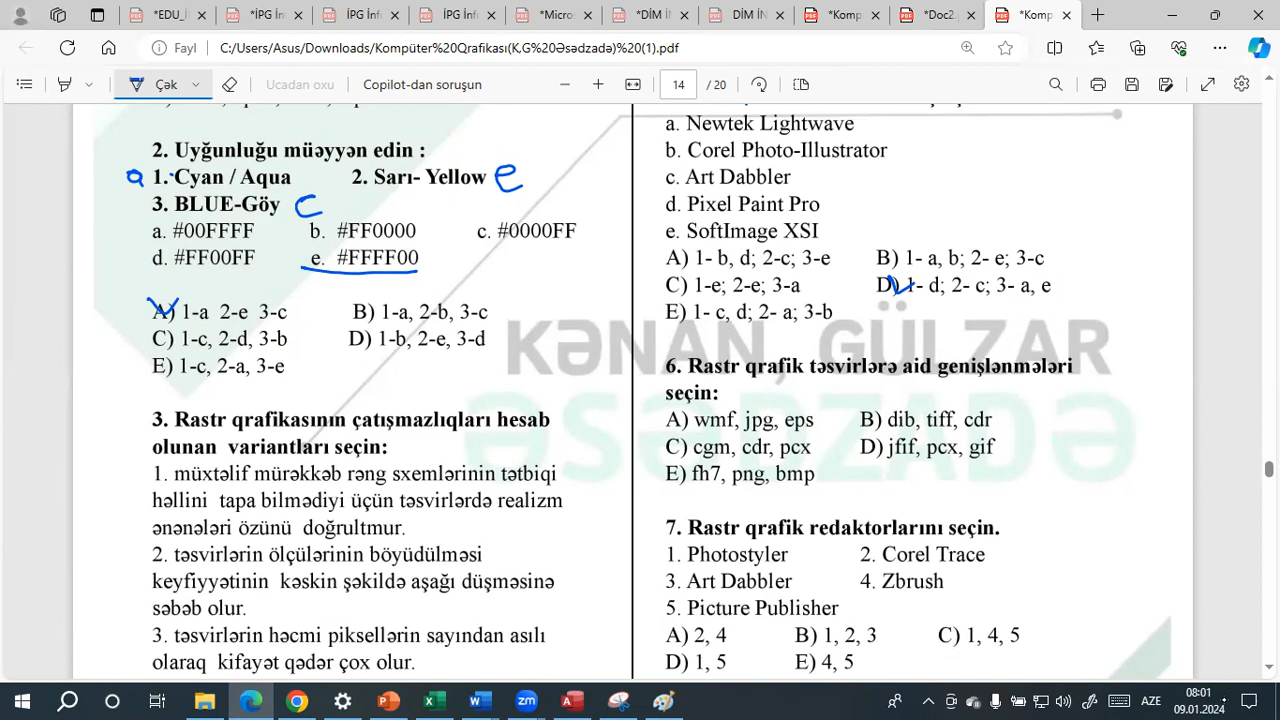 *EDU_İ
*İPG İnf
İPG İnfo
İPG İnf
*Micros
*DİM İN
DİM İN
*Komp
*Doc2.
*Komp
Fayl
C:/Users/Asus/Downloads/Kompüter%20Qrafikası(K,G%20Əsədzadə)%20(1).pdf
Çək
Ucadan oxu
Copilot-dan soruşun
14 / 20
2. Uyğunluğu müəyyən edin :
a 1. Cyan / Aqua 2. Sarı- Yellow e
3. BLUE-Göy c
a. #00FFFF b. #FF0000 c. #0000FF
d. #FF00FF e. #FFFF00
A) 1-a 2-e 3-c B) 1-a, 2-b, 3-c
C) 1-c, 2-d, 3-b D) 1-b, 2-e, 3-d
E) 1-c, 2-a, 3-e
3. Rastr qrafikasının çatışmazlıqları hesab
olunan variantları seçin:
1. müxtəlif mürəkkəb rəng sxemlərinin tətbiqi
həllini tapa bilmədiyi üçün təsvirlərdə realizm
ənənələri özünü doğrultmur.
2. təsvirlərin ölçülərinin böyüdülməsi
keyfiyyətinin kəskin şəkildə aşağı düşməsinə
səbəb olur.
3. təsvirlərin həcmi piksellərin sayından asılı
olaraq kifayət qədər çox olur.
a. Newtek Lightwave
b. Corel Photo-Illustrator
c. Art Dabbler
d. Pixel Paint Pro
e. SoftImage XSI
A) 1- b, d; 2-c; 3-e B) 1- a, b; 2- e; 3-c
C) 1-e; 2-e; 3-a D) 1- d; 2- c; 3- a, e
E) 1- c, d; 2- a; 3-b
6. Rastr qrafik təsvirlərə aid genişlənmələri
seçin:
A) wmf, jpg, eps B) dib, tiff, cdr
C) cgm, cdr, pcx D) jfif, pcx, gif
E) fh7, png, bmp
7. Rastr qrafik redaktorlarını seçin.
1. Photostyler 2. Corel Trace
3. Art Dabbler 4. Zbrush
5. Picture Publisher
A) 2, 4 B) 1, 2, 3 C) 1, 4, 5
D) 1, 5 E) 4, 5
KƏNAN, GÜLZAR
ƏSƏDZADƏ
AZE
08:01
09.01.2024